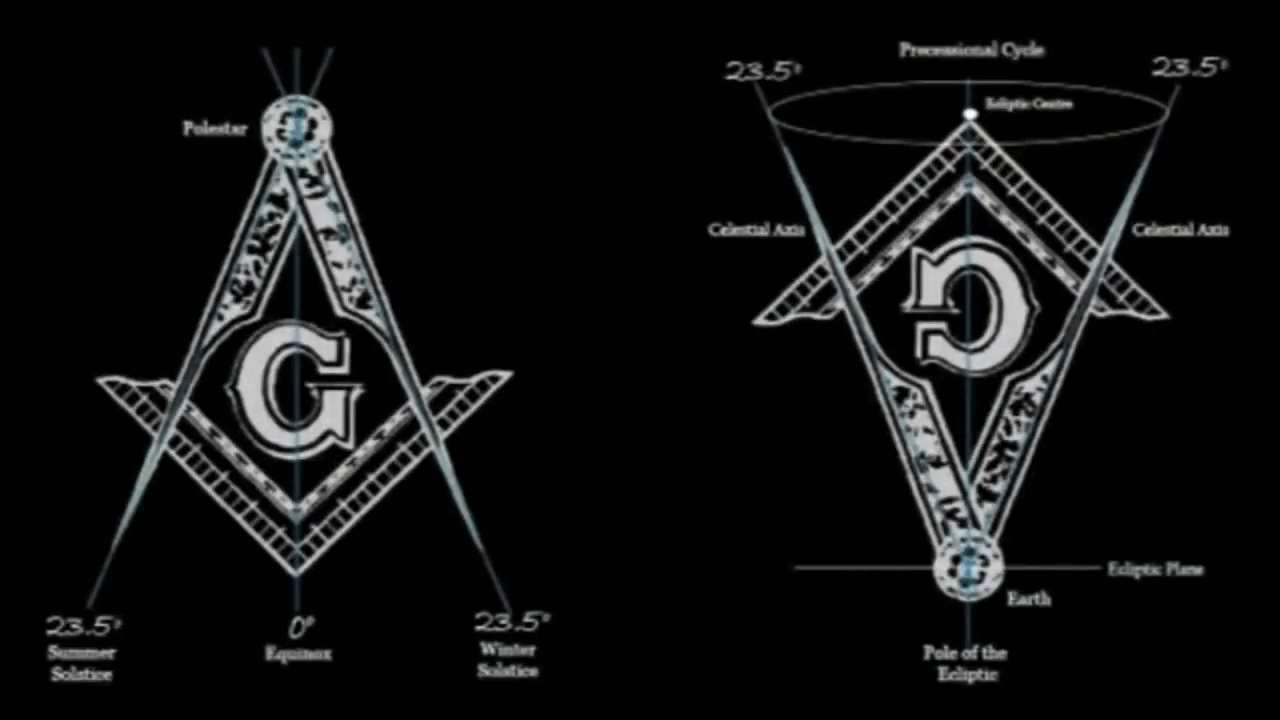 Polestar
G
23.5°
Summer
Solstice
0°
Equinox
23.5°
Winter
Solstice
Precessional Cycle
23.5°
23.5°
Ecliptic Centre
Celestial Axis
Celestial Axis
G
Ecliptic Plane
Earth
Pole of the
Ecliptic